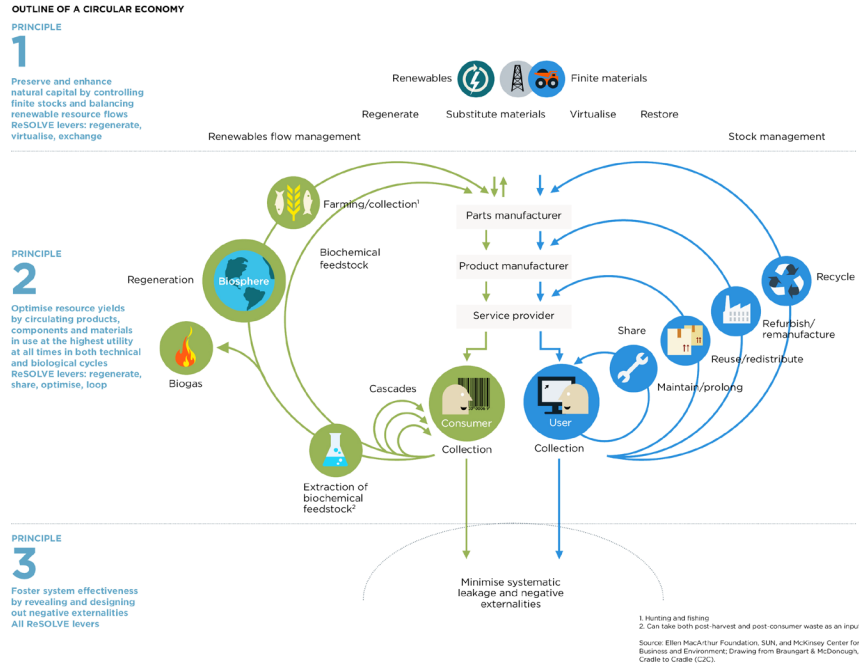 OUTLINE OF A CIRCULAR ECONOMY
PRINCIPLE
1
Preserve and enhance
natural capital by controlling
finite stocks and balancing
renewable resource flows
ReSOLVE levers: regenerate,
virtualise, exchange
Renewables
Finite materials
Regenerate
Substitute materials
Virtualise
Restore
Renewables flow management
Stock management
PRINCIPLE
2
Optimise resource yields
by circulating products,
components and materials
in use at the highest utility
at all times in both technical
and biological cycles
ReSOLVE levers: regenerate,
share, optimise, loop
Farming/collection¹
Biochemical
feedstock
Regeneration
Biosphere
Biogas
Cascades
Extraction of
biochemical
feedstock²
Parts manufacturer
Product manufacturer
Service provider
Consumer
Collection
User
Collection
Share
Maintain/prolong
Reuse/redistribute
Refurbish/
remanufacture
Recycle
PRINCIPLE
3
Foster system effectiveness
by revealing and designing
out negative externalities
All ReSOLVE levers
Minimise systematic
leakage and negative
externalities
1. Hunting and fishing
2. Can take both post-harvest and post-consumer waste as an input
Source: Ellen MacArthur Foundation, SUN, and McKinsey Center for
Business and Environment; Drawing from Braungart & McDonough,
Cradle to Cradle (C2C).